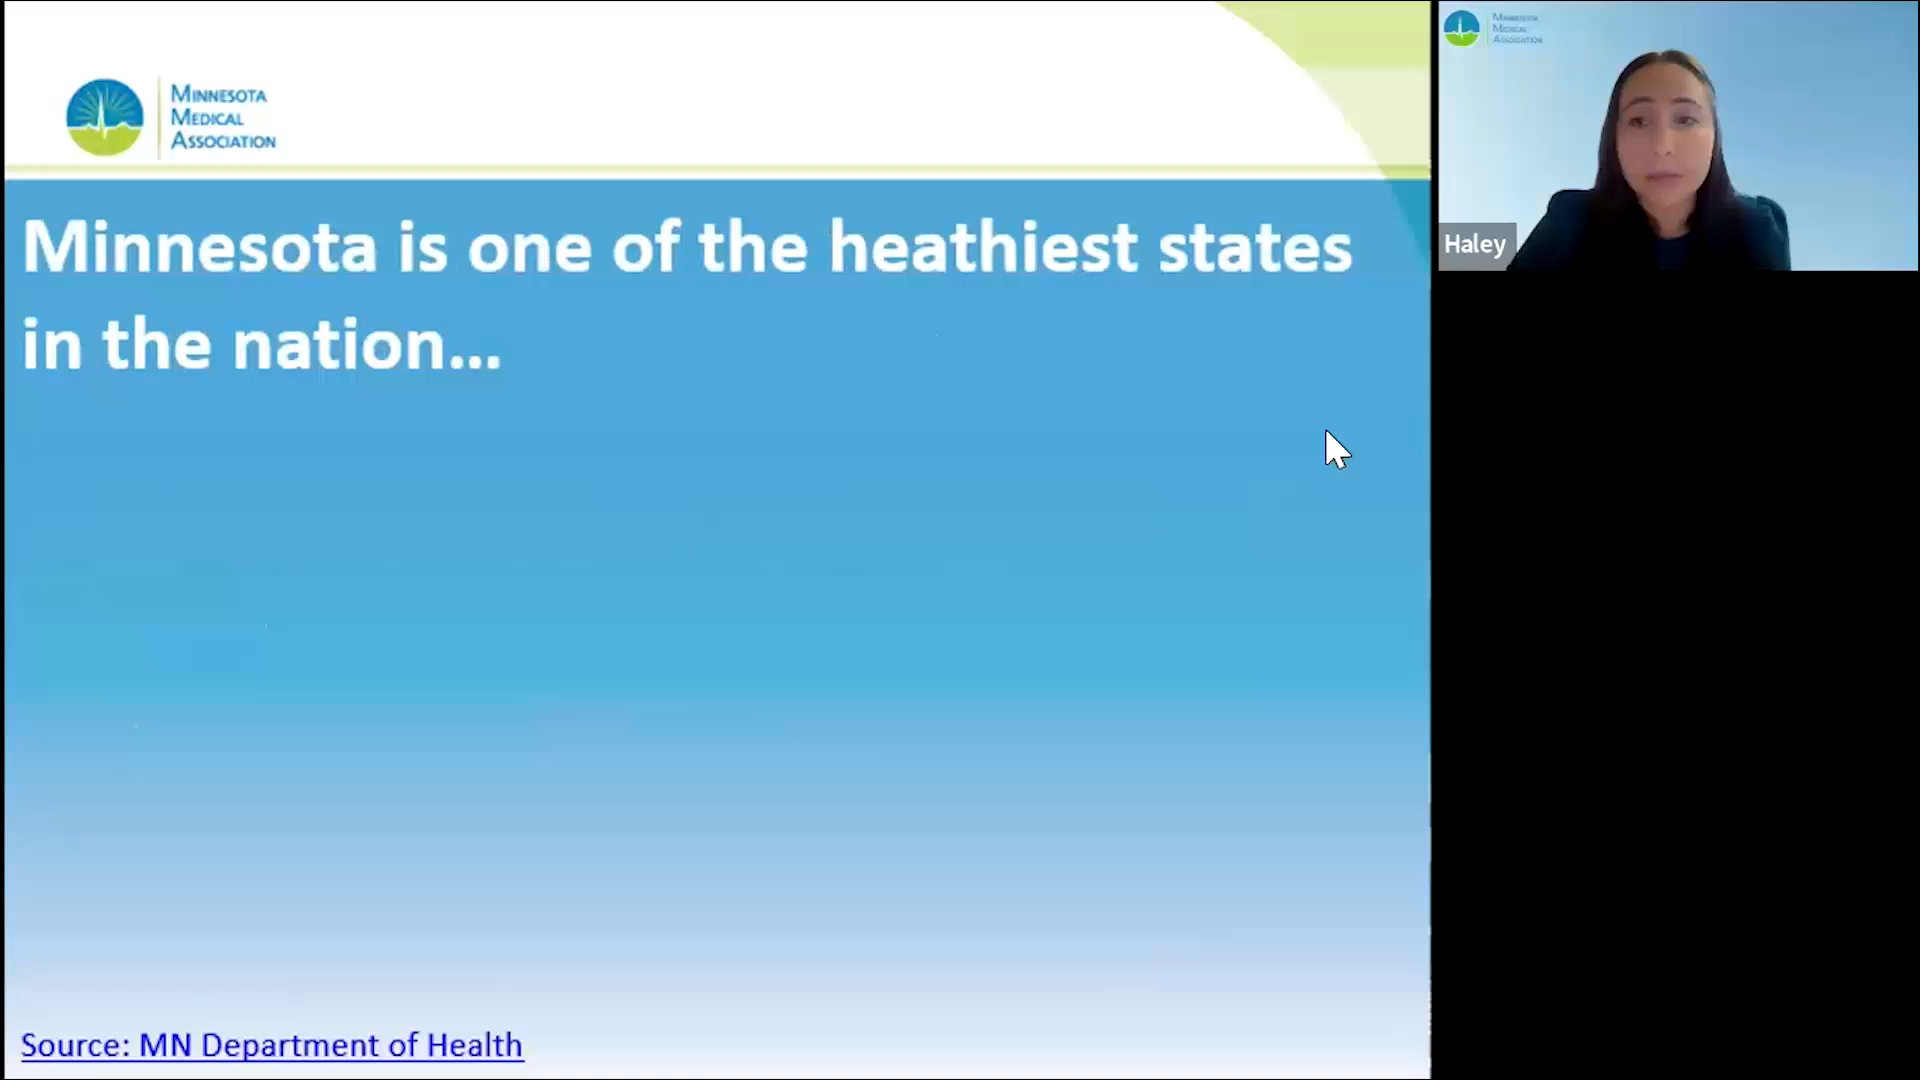 MINNESOTA
MEDICAL
ASSOCIATION
Minnesota is one of the heathiest states
in the nation...
Source: MN Department of Health
MINNESOTA
MEDICAL
ASSOCIATION
Haley